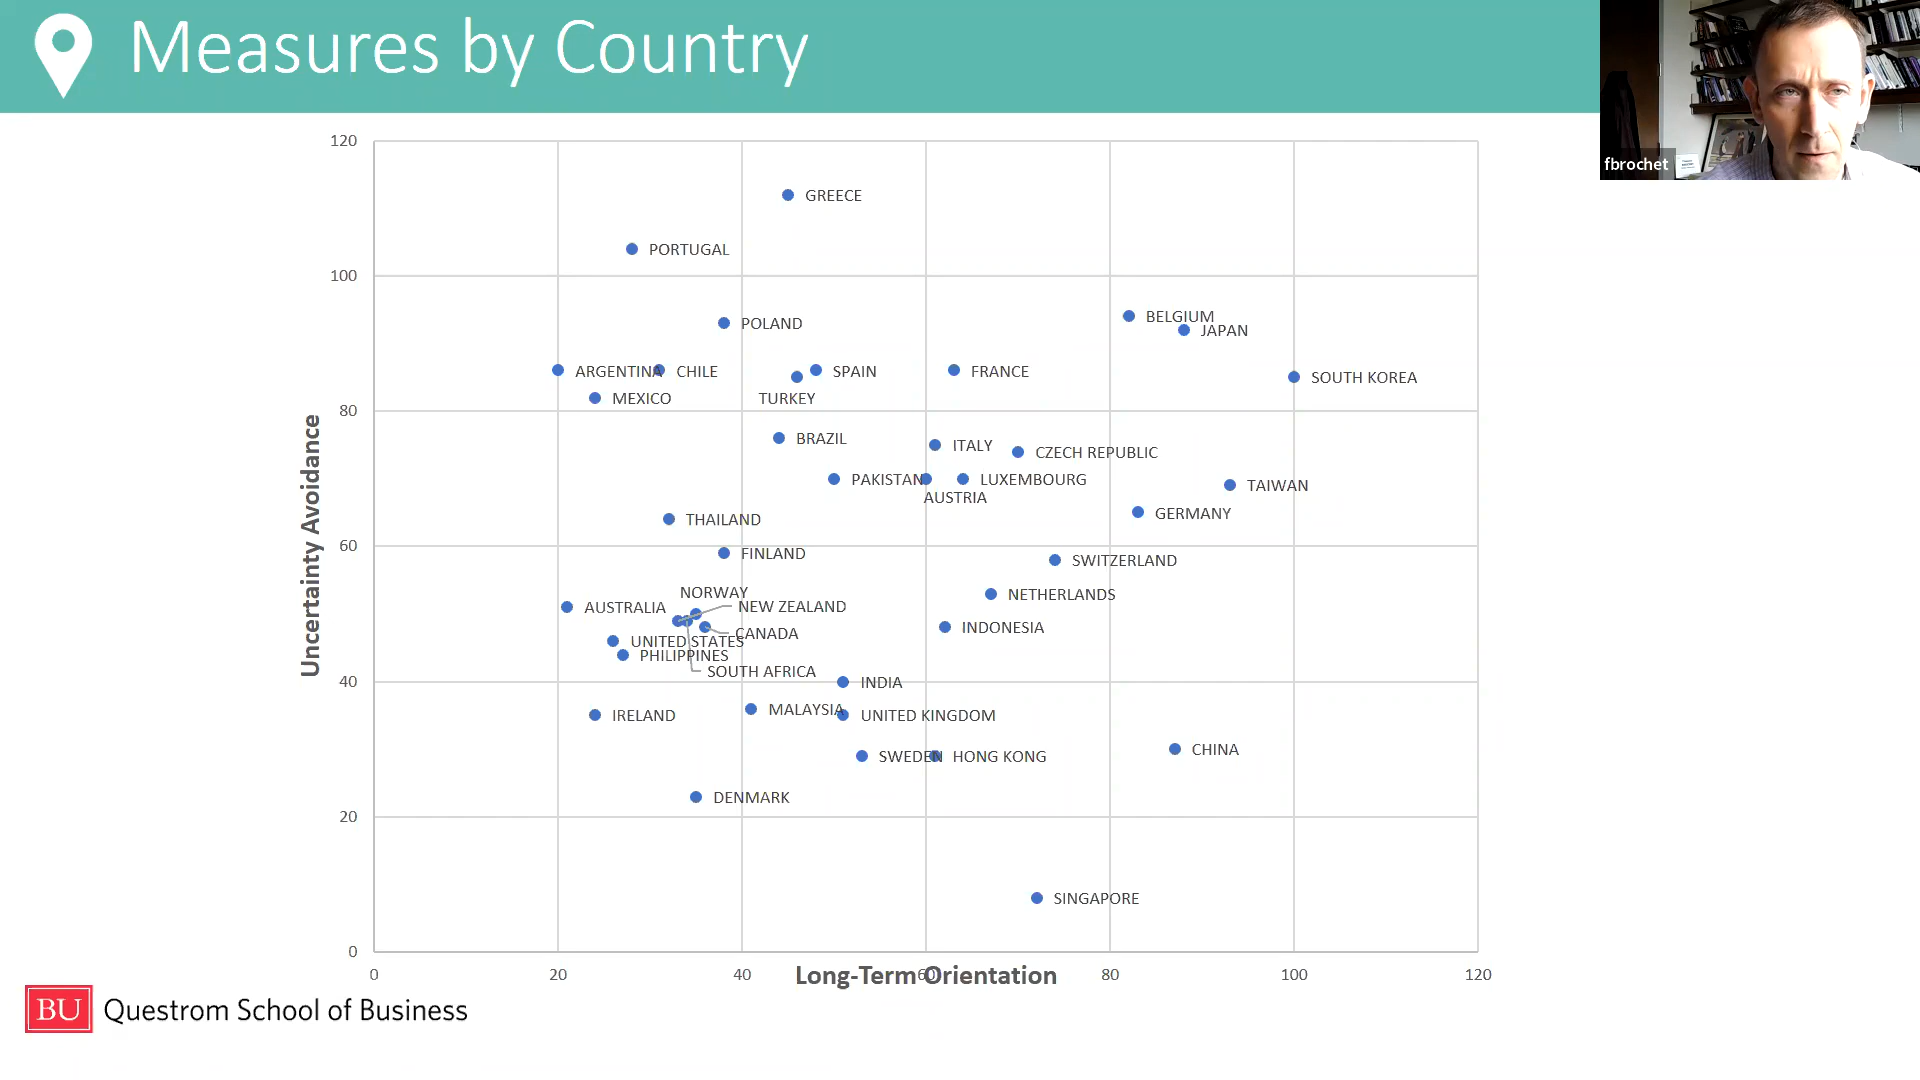 Measures by Country
fbrochet
120
GREECE
PORTUGAL
100
BELGIUM
POLAND
JAPAN
ARGENTINA
CHILE
SPAIN
FRANCE
SOUTH KOREA
MEXICO
TURKEY
80
BRAZIL
ITALY
CZECH REPUBLIC
PAKISTAN
LUXEMBOURG
TAIWAN
AUSTRIA
GERMANY
THAILAND
60
FINLAND
SWITZERLAND
NORWAY
NETHERLANDS
AUSTRALIA
NEW ZEALAND
INDONESIA
CANADA
UNITED STATES
PHILIPPINES
SOUTH AFRICA
40
INDIA
MALAYSIA
IRELAND
UNITED KINGDOM
CHINA
SWEDEN
HONG KONG
DENMARK
20
SINGAPORE
0
Uncertainty Avoidance
0 20 40 60 80 100 120
Long-Term Orientation
BU Questrom School of Business